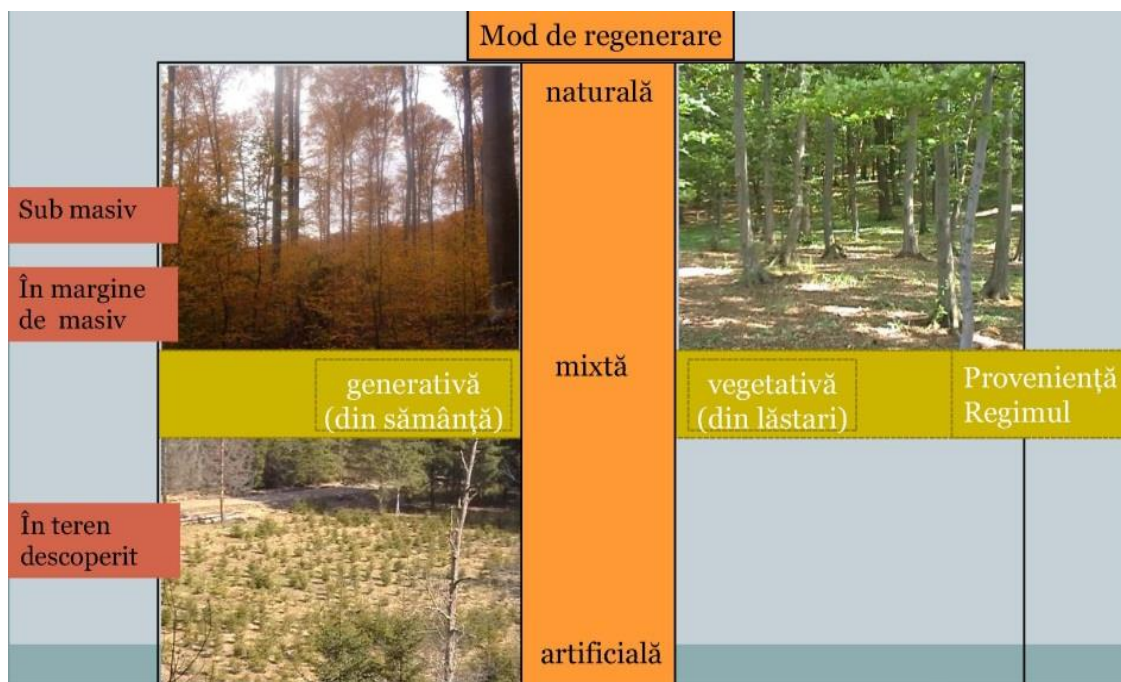 Mod de regenerare
naturală
Sub masiv
În margine
de masiv
generativă
(din sămânță)
mixtă
vegetativă
(din lăstari)
Proveniență
Regimul
În teren
descoperit
artificială